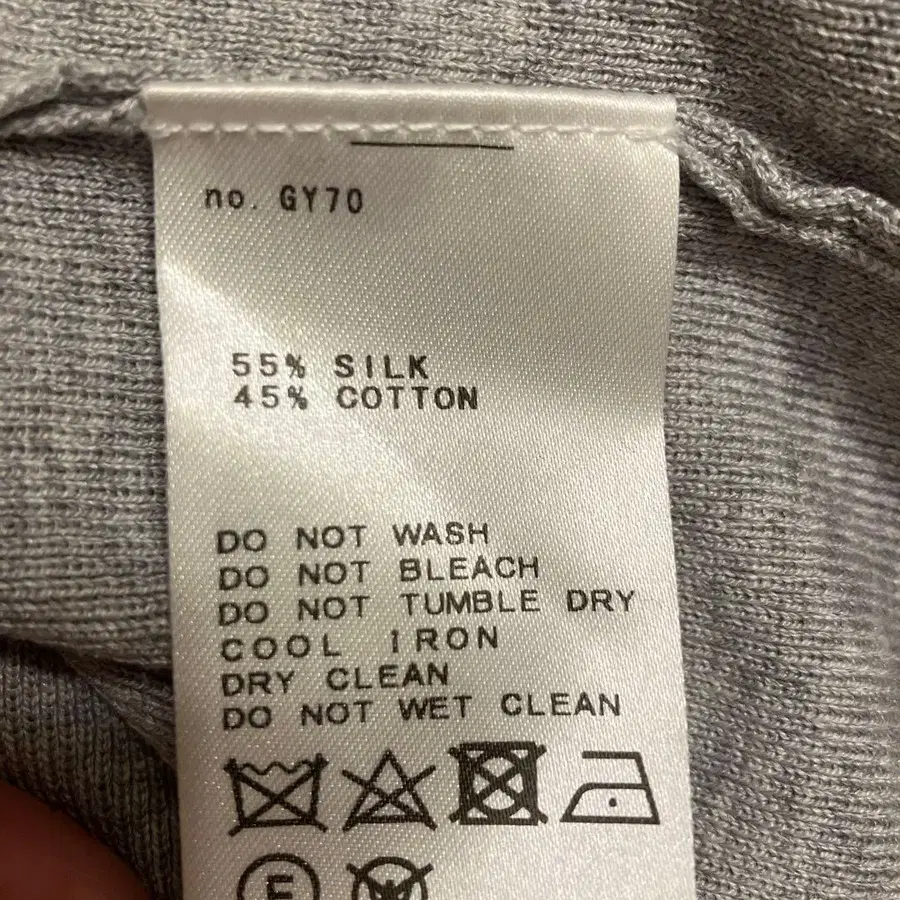 no. GY70
55% SILK
45% COTTON
DO NOT WASH
DO NOT BLEACH
DO NOT TUMBLE DRY
COOL IRON
DRY CLEAN
DO NOT WET CLEAN